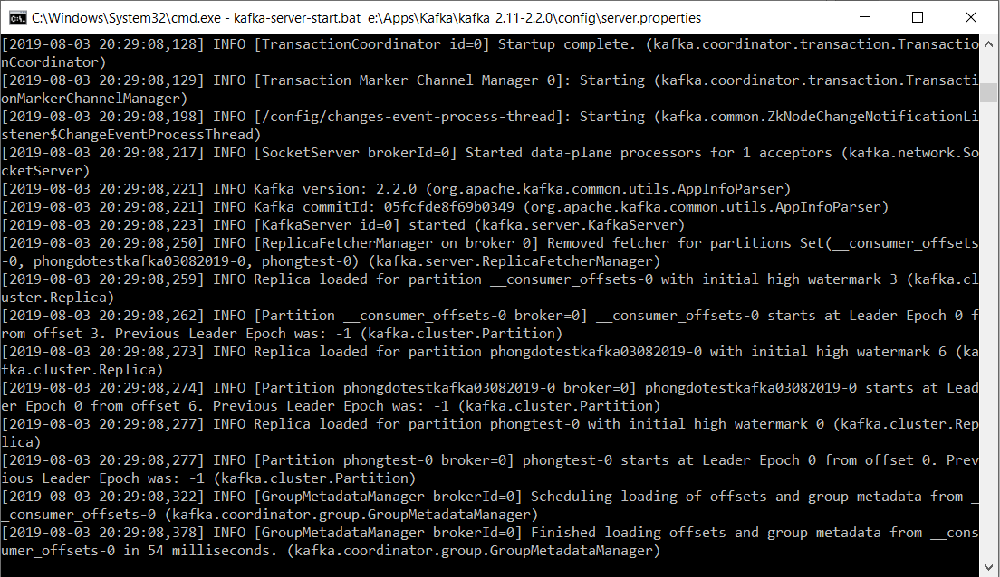 C:\Windows\System32\cmd.exe - kafka-server-start.bat  e:\Apps\Kafka\kafka_2.11-2.2.0\config\server.properties
[2019-08-03 20:29:08,128] INFO [TransactionCoordinator id=0] Startup complete. (kafka.coordinator.transaction.Transactio
nCoordinator)
[2019-08-03 20:29:08,129] INFO [Transaction Marker Channel Manager 0]: Starting (kafka.coordinator.transaction.Transacti
onMarkerChannelManager)
[2019-08-03 20:29:08,198] INFO [/config/changes-event-process-thread]: Starting (kafka.common.ZkNodeChangeNotificationLi
stener$ChangeEventProcessThread)
[2019-08-03 20:29:08,217] INFO [SocketServer brokerId=0] Started data-plane processors for 1 acceptors (kafka.network.So
cketServer)
[2019-08-03 20:29:08,221] INFO Kafka version: 2.2.0 (org.apache.kafka.common.utils.AppInfoParser)
[2019-08-03 20:29:08,221] INFO Kafka commitId: 05fcfde8f69b0349 (org.apache.kafka.common.utils.AppInfoParser)
[2019-08-03 20:29:08,223] INFO [KafkaServer id=0] started (kafka.server.KafkaServer)
[2019-08-03 20:29:08,250] INFO [ReplicaFetcherManager on broker 0] Removed fetcher for partitions Set(__consumer_offsets
-0, phongdotestkafka03082019-0, phongtest-0) (kafka.server.ReplicaFetcherManager)
[2019-08-03 20:29:08,259] INFO Replica loaded for partition __consumer_offsets-0 with initial high watermark 3 (kafka.cl
uster.Replica)
[2019-08-03 20:29:08,262] INFO [Partition __consumer_offsets-0 broker=0] __consumer_offsets-0 starts at Leader Epoch 0 f
rom offset 3. Previous Leader Epoch was: -1 (kafka.cluster.Partition)
[2019-08-03 20:29:08,273] INFO Replica loaded for partition phongdotestkafka03082019-0 with initial high watermark 6 (ka
fka.cluster.Replica)
[2019-08-03 20:29:08,274] INFO [Partition phongdotestkafka03082019-0 broker=0] phongdotestkafka03082019-0 starts at Lead
er Epoch 0 from offset 6. Previous Leader Epoch was: -1 (kafka.cluster.Partition)
[2019-08-03 20:29:08,277] INFO Replica loaded for partition phongtest-0 with initial high watermark 0 (kafka.cluster.Rep
lica)
[2019-08-03 20:29:08,277] INFO [Partition phongtest-0 broker=0] phongtest-0 starts at Leader Epoch 0 from offset 0. Prev
ious Leader Epoch was: -1 (kafka.cluster.Partition)
[2019-08-03 20:29:08,322] INFO [GroupMetadataManager brokerId=0] Scheduling loading of offsets and group metadata from _
_consumer_offsets-0 (kafka.coordinator.group.GroupMetadataManager)
[2019-08-03 20:29:08,378] INFO [GroupMetadataManager brokerId=0] Finished loading offsets and group metadata from __cons
umer_offsets-0 in 54 milliseconds. (kafka.coordinator.group.GroupMetadataManager)